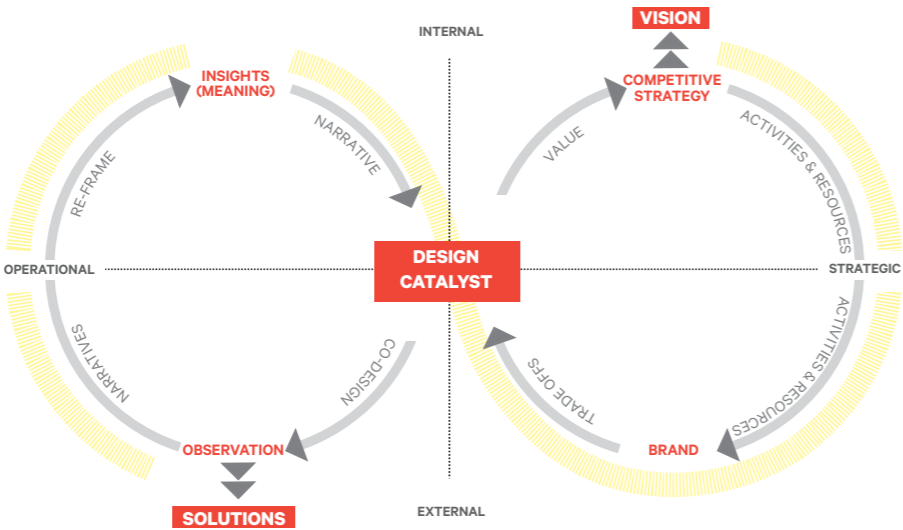 VISION
INTERNAL
INSIGHTS
(MEANING)
COMPETITIVE
STRATEGY
NARRATIVE
VALUE
ACTIVITIES & RESOURCES
RE-FRAME
DESIGN
CATALYST
OPERATIONAL
STRATEGIC
NARRATIVES
CO-DESIGN
TRADE OFFS
ACTIVITIES & RESOURCES
OBSERVATION
BRAND
SOLUTIONS
EXTERNAL